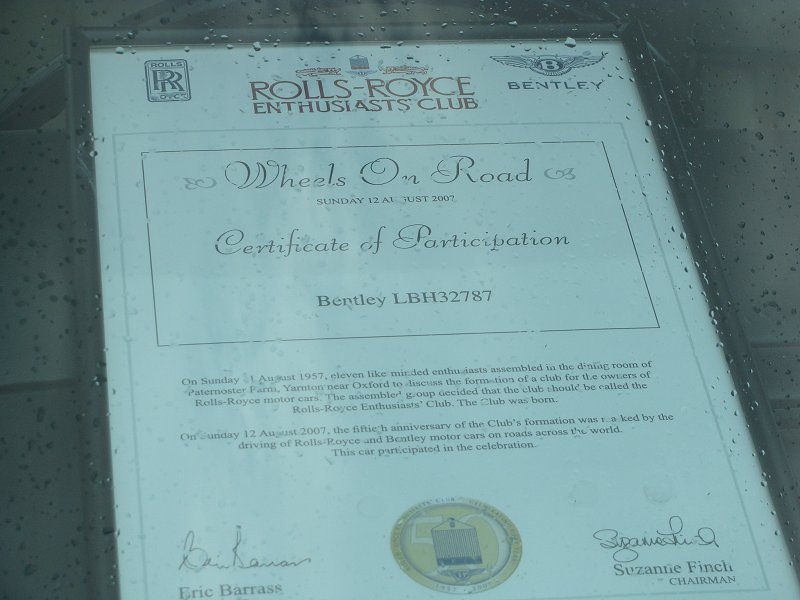 ROLLS
RR
ROLLS-ROYCE
ENTHUSIASTS' CLUB
B
BENTLEY
Wheels On Road
SUNDAY 12 AUGUST 2007
Certificate of Participation
Bentley LBH32787
On Sunday 11 August 1957, eleven like minded enthusiasts assembled in the dining room of
Paternoster Farm, Yarnton near Oxford to discuss the formation of a club for the owners of
Rolls-Royce motor cars. The assembled group decided that the club should be called the
Rolls-Royce Enthusiasts' Club. The Club was born.
On Sunday 12 August 2007, the fiftieth anniversary of the Club's formation was marked by the
driving of Rolls-Royce and Bentley motor cars on roads across the world.
This car participated in the celebration.
Eric Barrass
50
1957 - 2007
Suzanne Finch
CHAIRMAN